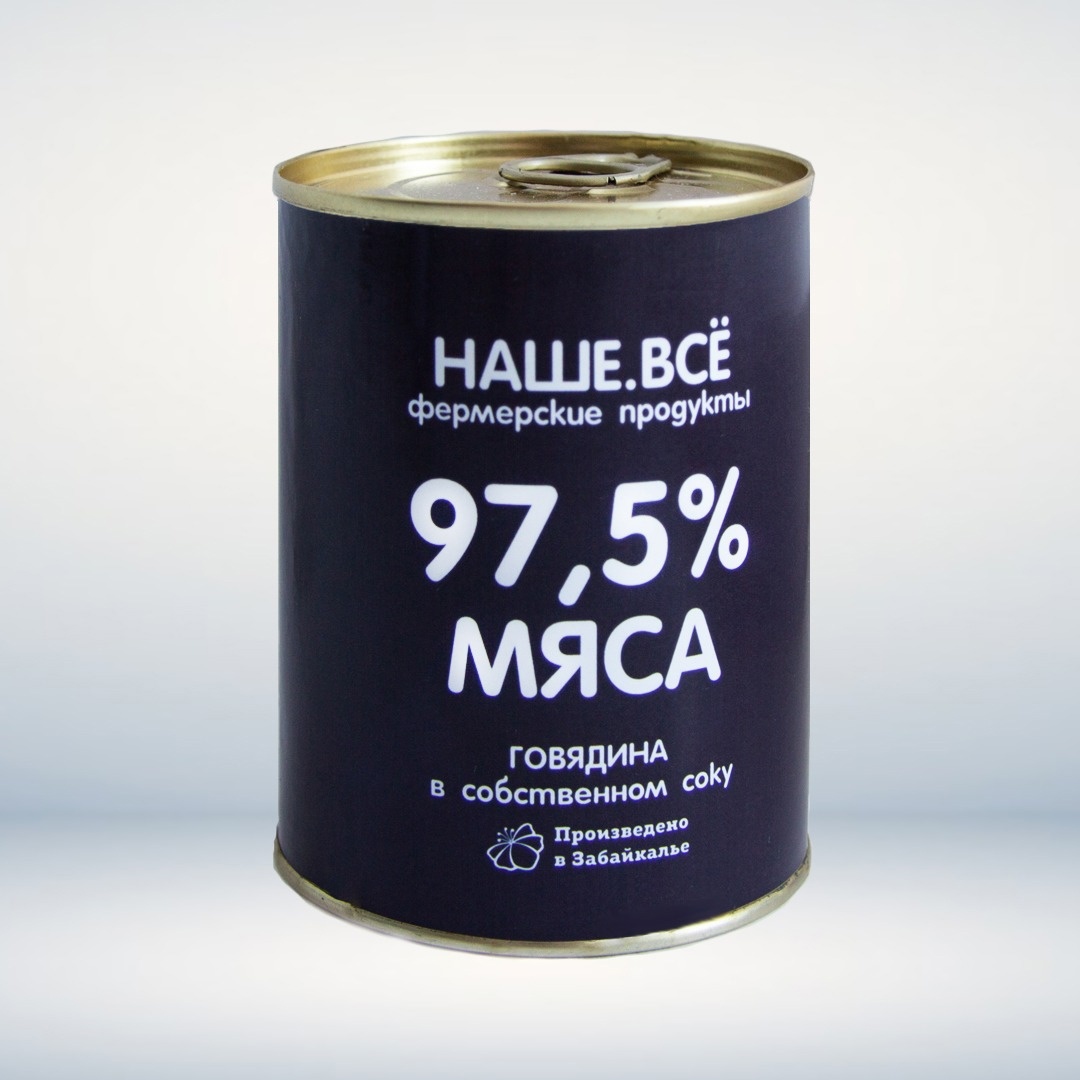 НАШЕ.ВСЁ
фермерские продукты
97,5%
МЯСА
ГОВЯДИНА
в собственном соку
Произведено
в Забайкалье